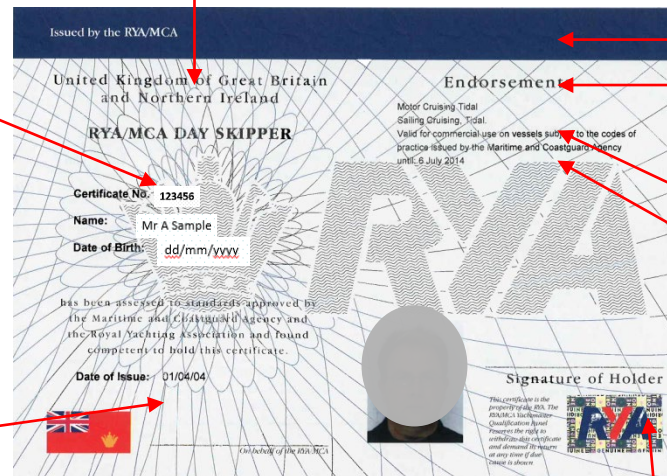 Issued by the RYA/MCA
United Kingdom of Great Britain
and Northern Ireland
RYA/MCA DAY SKIPPER
Certificate No. 123456
Name: Mr A Sample
Date of Birth: dd/mm/yyyy
has been assessed to standards approved by
the Maritime and Coastguard Agency and
the Royal Yachting Association and found
competent to hold this certificate.
Date of Issue: 01/04/04
On behalf of the RYA/MCA
Endorsements
Motor Cruising Tidal
Sailing Cruising, Tidal.
Valid for commercial use on vessels subject to the codes of
practice issued by the Maritime and Coastguard Agency
until: 6 July 2014
RYA
Signature of Holder
This certificate is the
property of the RYA. The
RYA/MCA Yachtmaster
Qualification Panel
reserves the right to
withdraw this certificate
and demand its return
at any time if due
cause is shown.
RYA